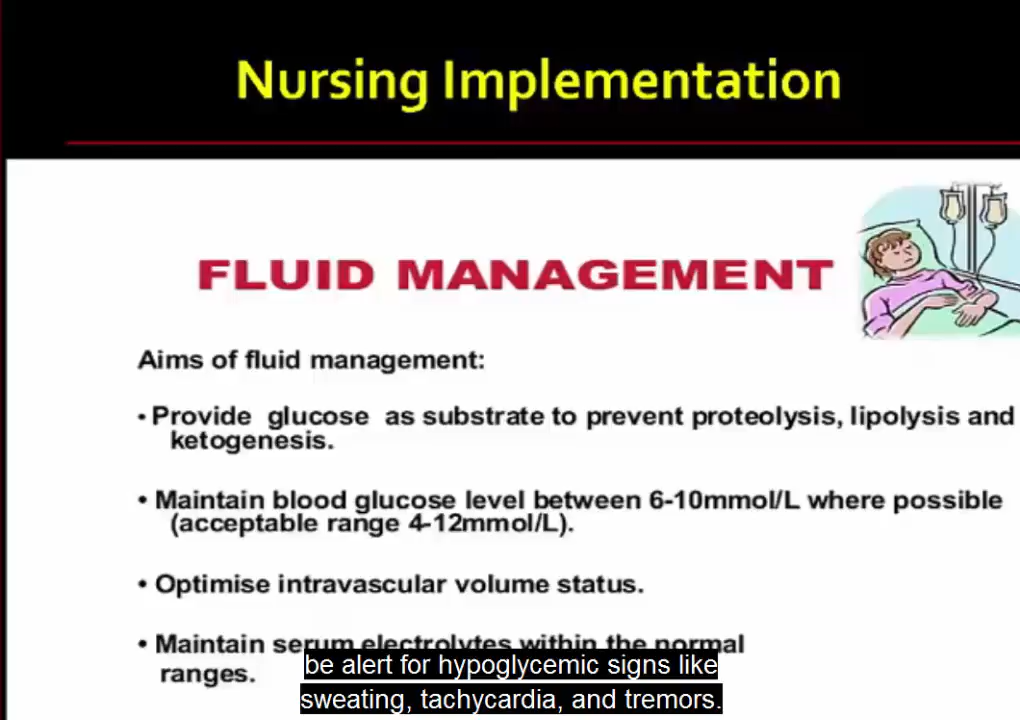 Nursing Implementation
FLUID MANAGEMENT
Aims of fluid management:
• Provide glucose as substrate to prevent proteolysis, lipolysis and
ketogenesis.
• Maintain blood glucose level between 6-10mmol/L where possible
(acceptable range 4-12mmol/L).
• Optimise intravascular volume status.
• Maintain serum electrolytes within the normal
ranges.
be alert for hypoglycemic signs like
sweating, tachycardia, and tremors.